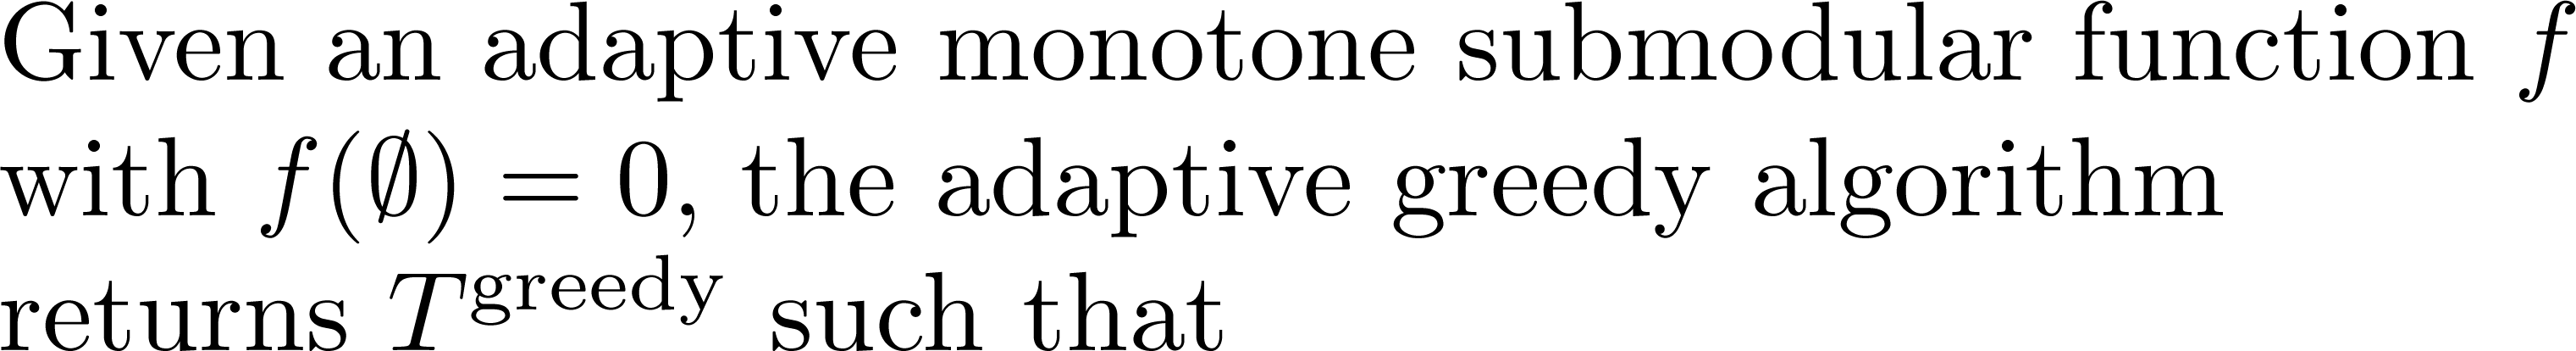 Given an adaptive monotone submodular function f
with f(∅) = 0, the adaptive greedy algorithm
returns T^greedy such that